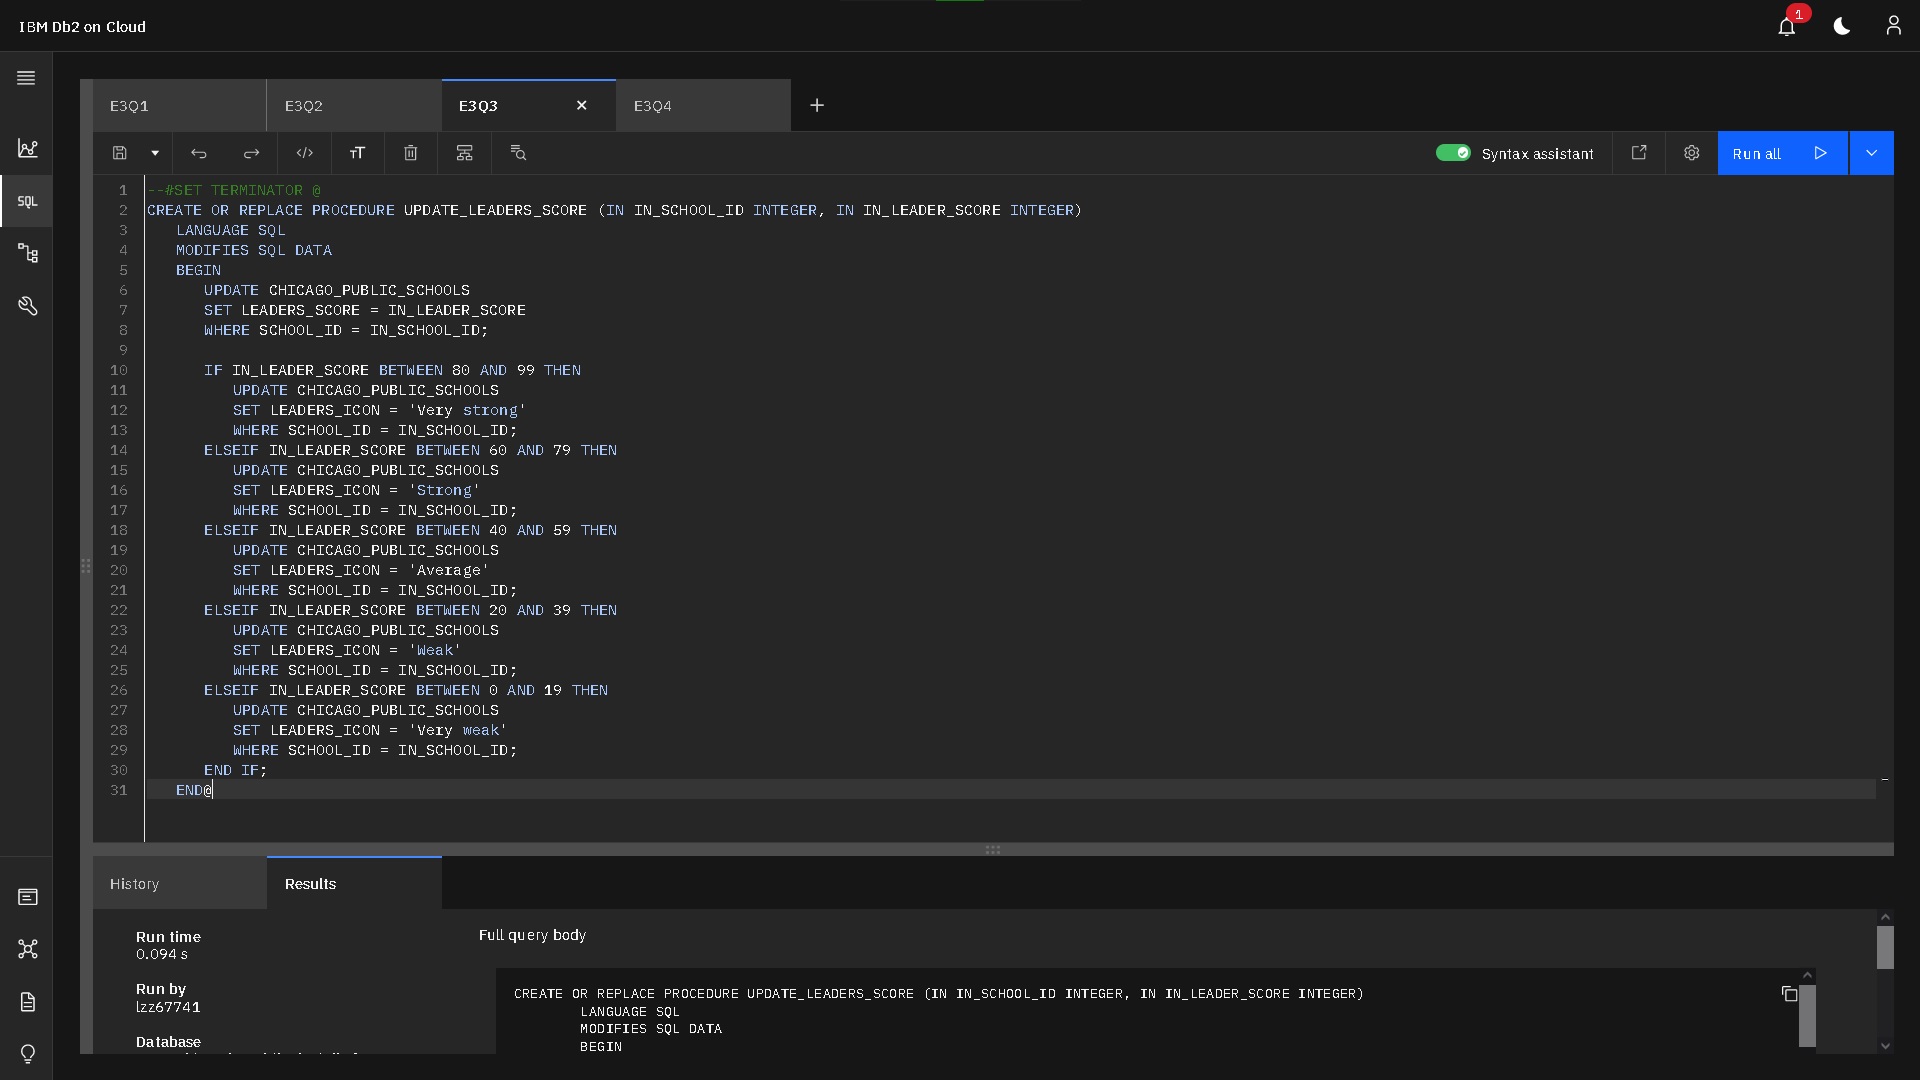 IBM Db2 on Cloud
1
E3Q1
E3Q2
E3Q3
E3Q4
Syntax assistant
Run all
SQL
1 --#SET TERMINATOR @
2 CREATE OR REPLACE PROCEDURE UPDATE_LEADERS_SCORE (IN IN_SCHOOL_ID INTEGER, IN IN_LEADER_SCORE INTEGER)
3 LANGUAGE SQL
4 MODIFIES SQL DATA
5 BEGIN
6 UPDATE CHICAGO_PUBLIC_SCHOOLS
7 SET LEADERS_SCORE = IN_LEADER_SCORE
8 WHERE SCHOOL_ID = IN_SCHOOL_ID;
9
10 IF IN_LEADER_SCORE BETWEEN 80 AND 99 THEN
11 UPDATE CHICAGO_PUBLIC_SCHOOLS
12 SET LEADERS_ICON = 'Very strong'
13 WHERE SCHOOL_ID = IN_SCHOOL_ID;
14 ELSEIF IN_LEADER_SCORE BETWEEN 60 AND 79 THEN
15 UPDATE CHICAGO_PUBLIC_SCHOOLS
16 SET LEADERS_ICON = 'Strong'
17 WHERE SCHOOL_ID = IN_SCHOOL_ID;
18 ELSEIF IN_LEADER_SCORE BETWEEN 40 AND 59 THEN
19 UPDATE CHICAGO_PUBLIC_SCHOOLS
20 SET LEADERS_ICON = 'Average'
21 WHERE SCHOOL_ID = IN_SCHOOL_ID;
22 ELSEIF IN_LEADER_SCORE BETWEEN 20 AND 39 THEN
23 UPDATE CHICAGO_PUBLIC_SCHOOLS
24 SET LEADERS_ICON = 'Weak'
25 WHERE SCHOOL_ID = IN_SCHOOL_ID;
26 ELSEIF IN_LEADER_SCORE BETWEEN 0 AND 19 THEN
27 UPDATE CHICAGO_PUBLIC_SCHOOLS
28 SET LEADERS_ICON = 'Very weak'
29 WHERE SCHOOL_ID = IN_SCHOOL_ID;
30 END IF;
31 END@
History
Results
Run time
0.094 s
Run by
lzz67741
Database
Full query body
CREATE OR REPLACE PROCEDURE UPDATE_LEADERS_SCORE (IN IN_SCHOOL_ID INTEGER, IN IN_LEADER_SCORE INTEGER)
LANGUAGE SQL
MODIFIES SQL DATA
BEGIN